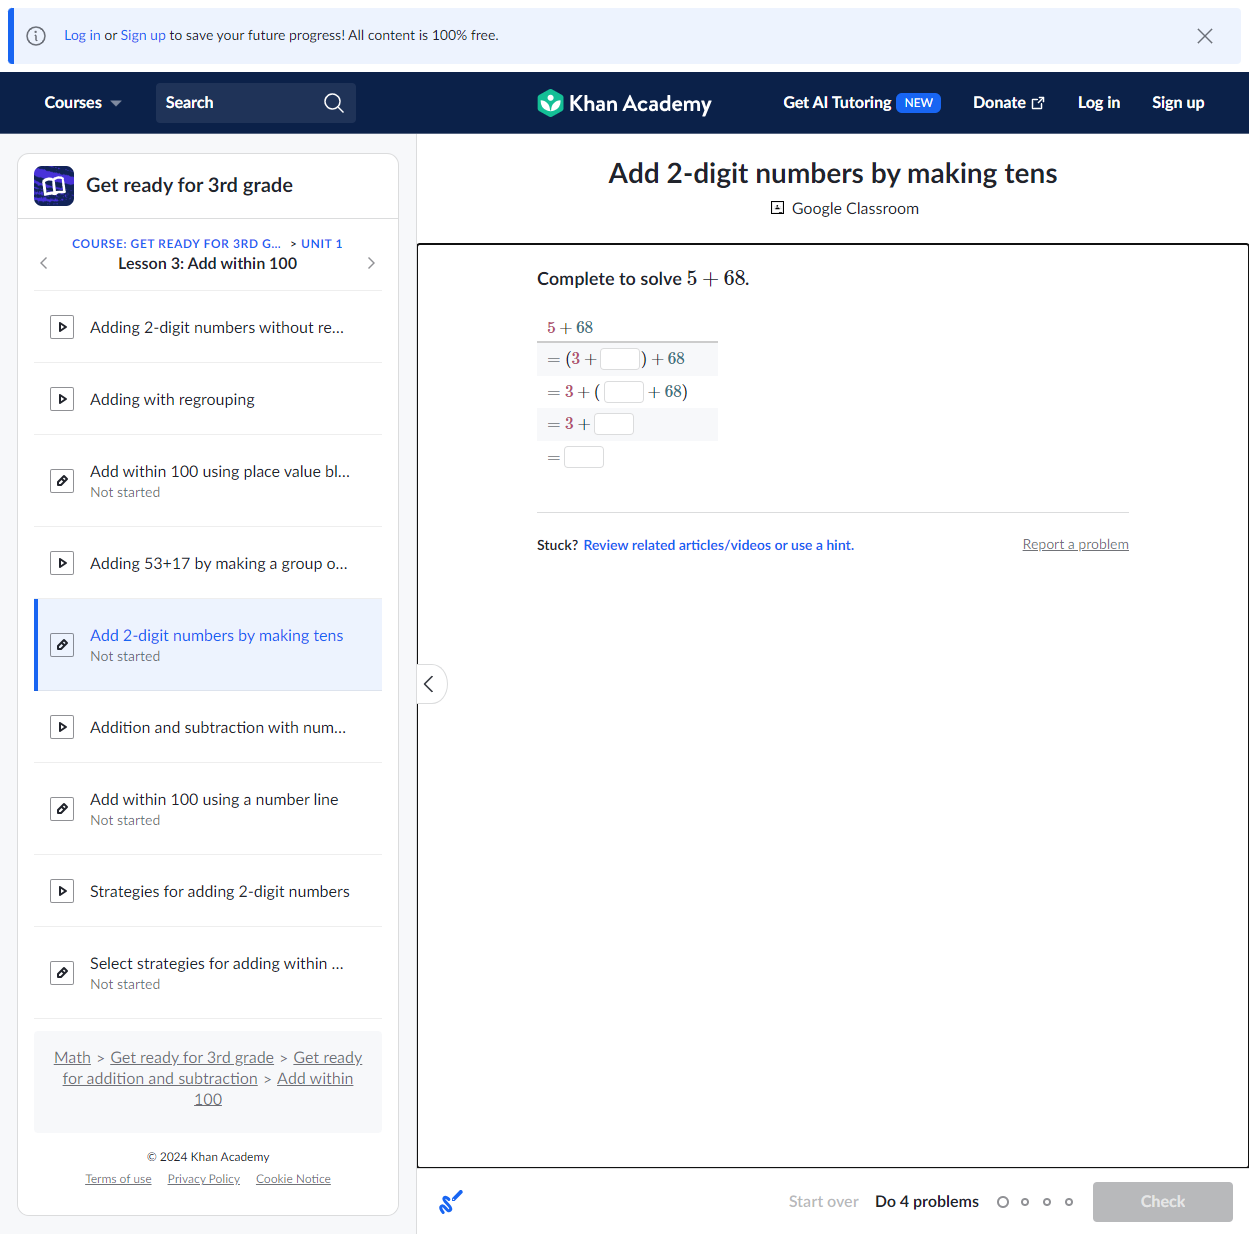 Log in or Sign up to save your future progress! All content is 100% free.
Courses
Search
Khan Academy
Get AI Tutoring NEW
Donate
Log in
Sign up
Get ready for 3rd grade
COURSE: GET READY FOR 3RD G... > UNIT 1
Lesson 3: Add within 100
Adding 2-digit numbers without re...
Adding with regrouping
Add within 100 using place value bl...
Not started
Adding 53+17 by making a group o...
Add 2-digit numbers by making tens
Not started
Addition and subtraction with num...
Add within 100 using a number line
Not started
Strategies for adding 2-digit numbers
Select strategies for adding within ...
Not started
Math > Get ready for 3rd grade > Get ready
for addition and subtraction > Add within
100
© 2024 Khan Academy
Terms of use Privacy Policy Cookie Notice
Add 2-digit numbers by making tens
Google Classroom
Complete to solve 5 + 68.
5 + 68
= (3 + ) + 68
= 3 + ( + 68)
= 3 +
=
Stuck? Review related articles/videos or use a hint.
Report a problem
Start over
Do 4 problems
Check